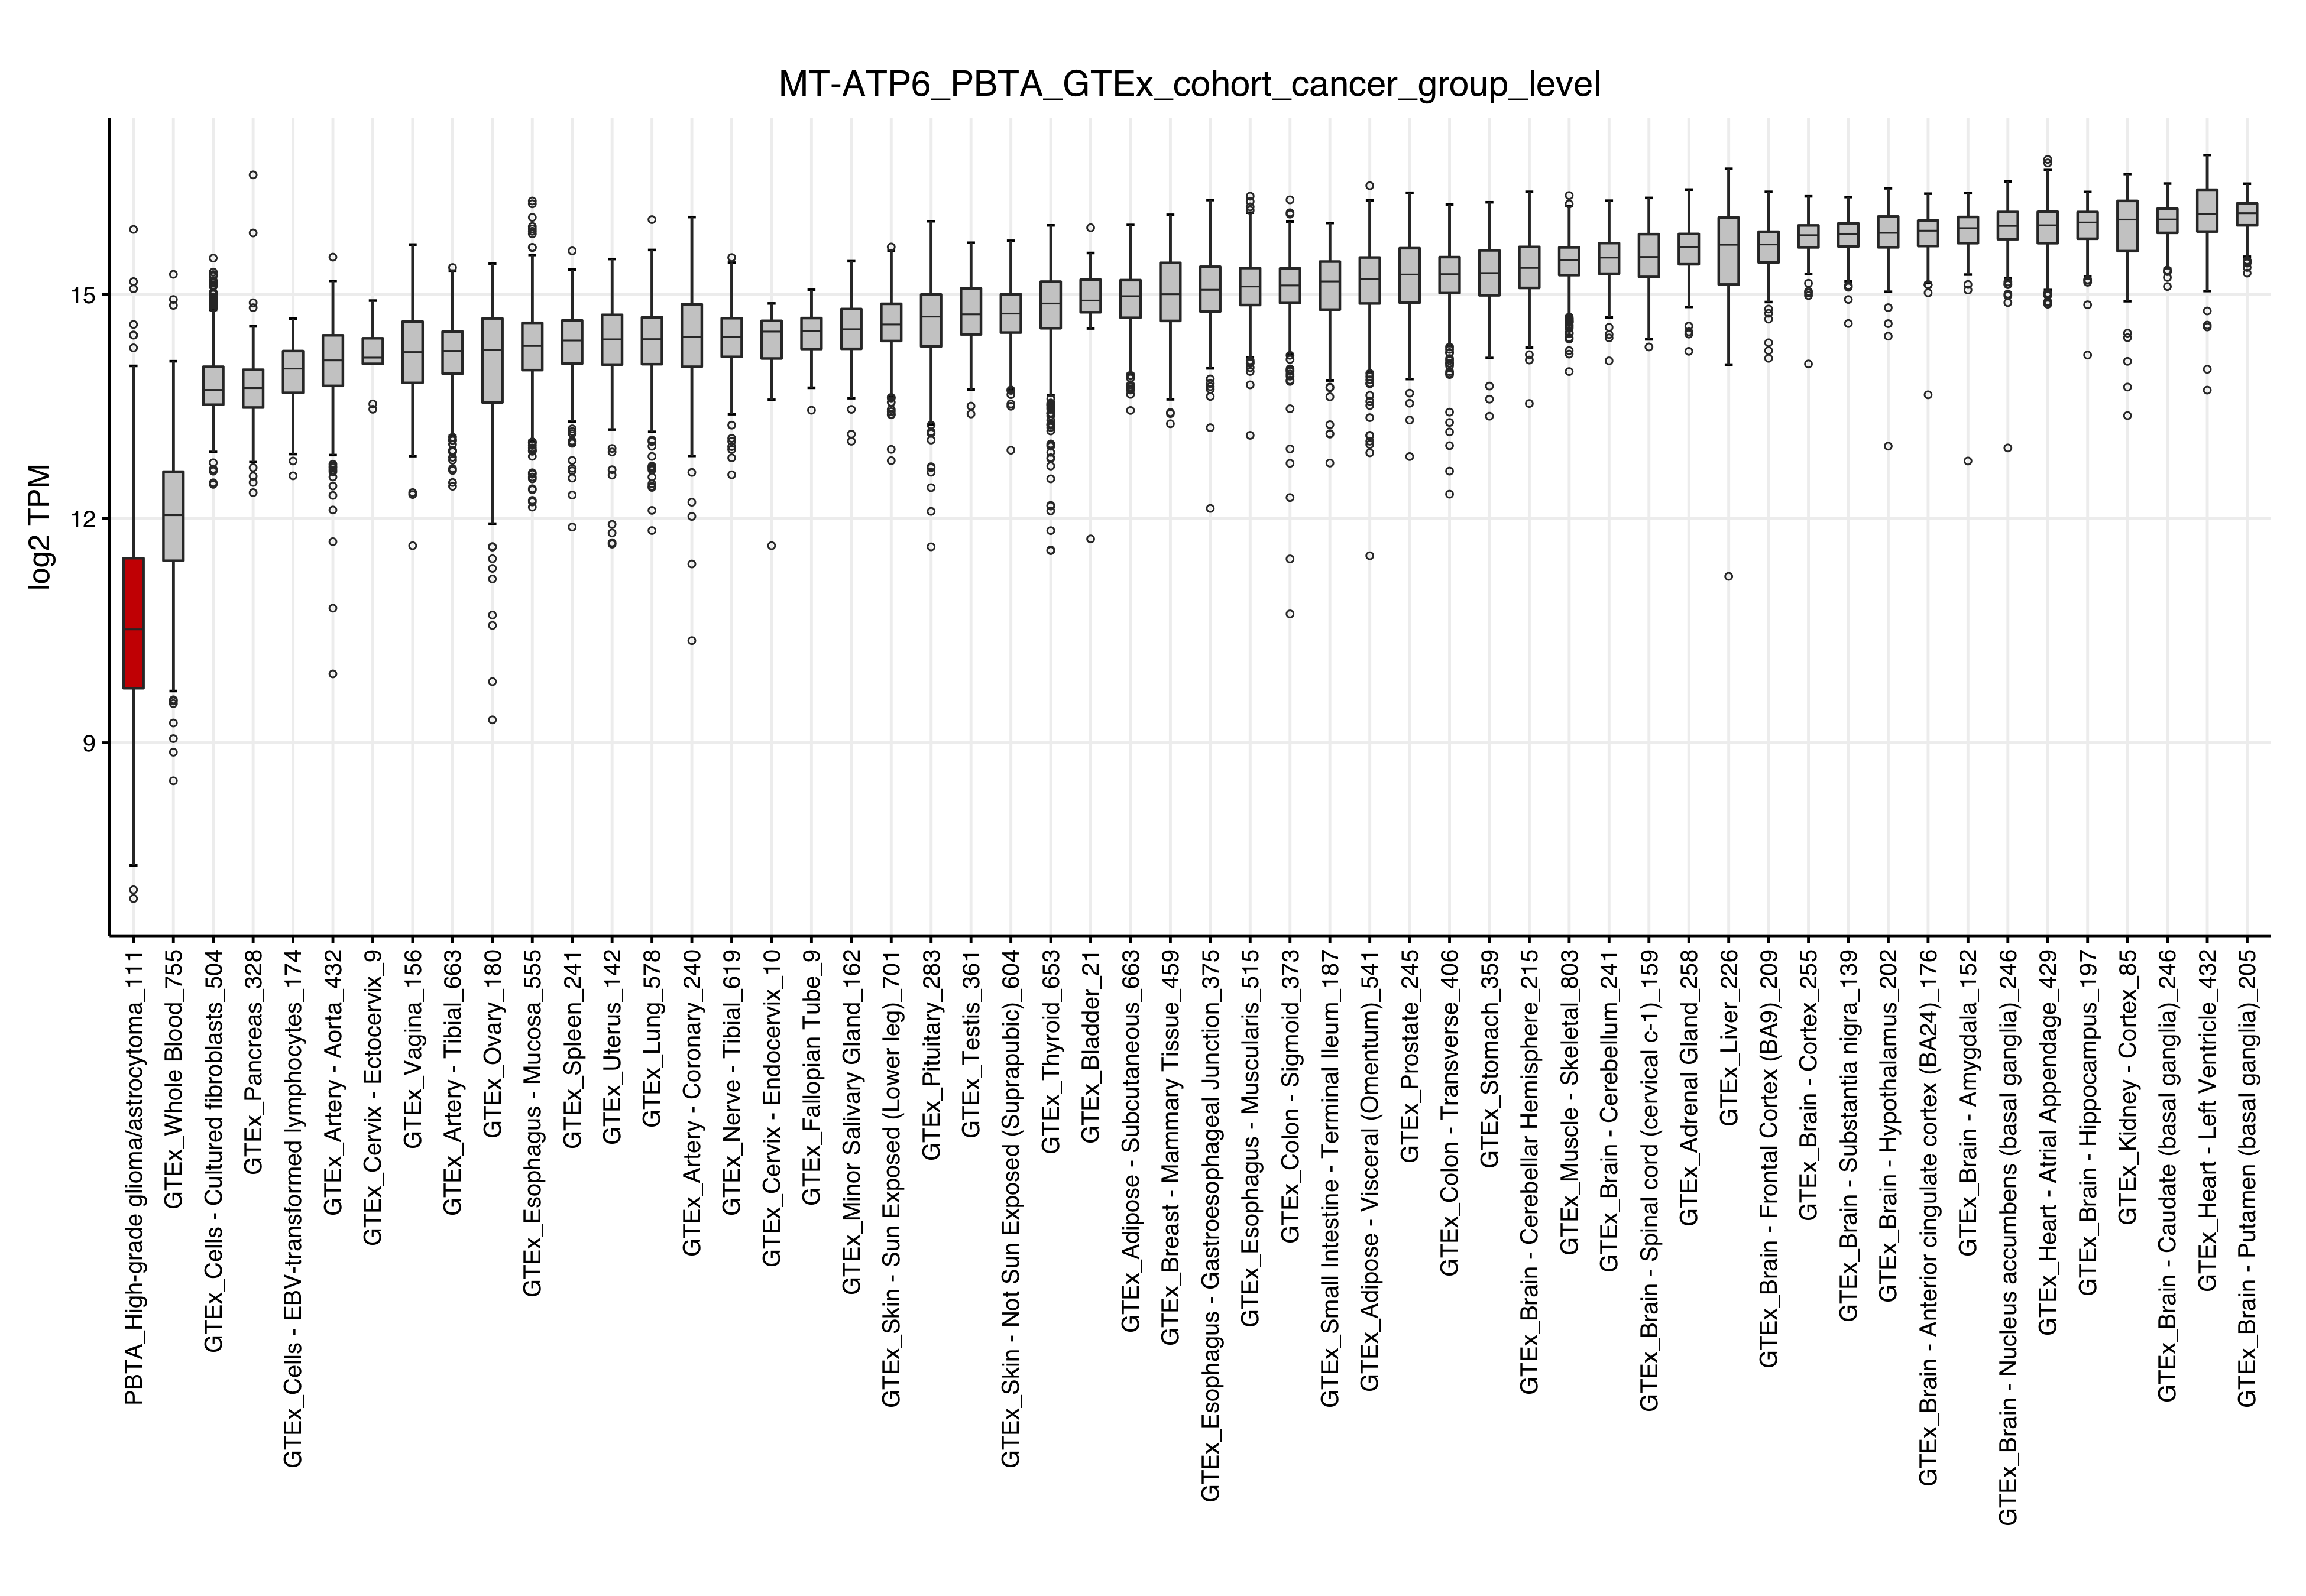 MT-ATP6_PBTA_GTEx_cohort_cancer_group_level
log2 TPM
15
12
9
PBTA_High-grade glioma/astrocytoma_111
GTEx_Whole Blood_755
GTEx_Cells - Cultured fibroblasts_504
GTEx_Pancreas_328
GTEx_Cells - EBV-transformed lymphocytes_174
GTEx_Artery - Aorta_432
GTEx_Cervix - Ectocervix_9
GTEx_Vagina_156
GTEx_Artery - Tibial_663
GTEx_Ovary_180
GTEx_Esophagus - Mucosa_555
GTEx_Spleen_241
GTEx_Uterus_142
GTEx_Lung_578
GTEx_Artery - Coronary_240
GTEx_Nerve - Tibial_619
GTEx_Cervix - Endocervix_10
GTEx_Fallopian Tube_9
GTEx_Minor Salivary Gland_162
GTEx_Skin - Sun Exposed (Lower leg)_701
GTEx_Pituitary_283
GTEx_Testis_361
GTEx_Skin - Not Sun Exposed (Suprapubic)_604
GTEx_Thyroid_653
GTEx_Bladder_21
GTEx_Adipose - Subcutaneous_663
GTEx_Breast - Mammary Tissue_459
GTEx_Esophagus - Gastroesophageal Junction_375
GTEx_Esophagus - Muscularis_515
GTEx_Colon - Sigmoid_373
GTEx_Small Intestine - Terminal Ileum_187
GTEx_Adipose - Visceral (Omentum)_541
GTEx_Prostate_245
GTEx_Colon - Transverse_406
GTEx_Stomach_359
GTEx_Brain - Cerebellar Hemisphere_215
GTEx_Muscle - Skeletal_803
GTEx_Brain - Cerebellum_241
GTEx_Brain - Spinal cord (cervical c-1)_159
GTEx_Adrenal Gland_258
GTEx_Liver_226
GTEx_Brain - Frontal Cortex (BA9)_209
GTEx_Brain - Cortex_255
GTEx_Brain - Substantia nigra_139
GTEx_Brain - Hypothalamus_202
GTEx_Brain - Anterior cingulate cortex (BA24)_176
GTEx_Brain - Amygdala_152
GTEx_Brain - Nucleus accumbens (basal ganglia)_246
GTEx_Heart - Atrial Appendage_429
GTEx_Brain - Hippocampus_197
GTEx_Kidney - Cortex_85
GTEx_Brain - Caudate (basal ganglia)_246
GTEx_Heart - Left Ventricle_432
GTEx_Brain - Putamen (basal ganglia)_205